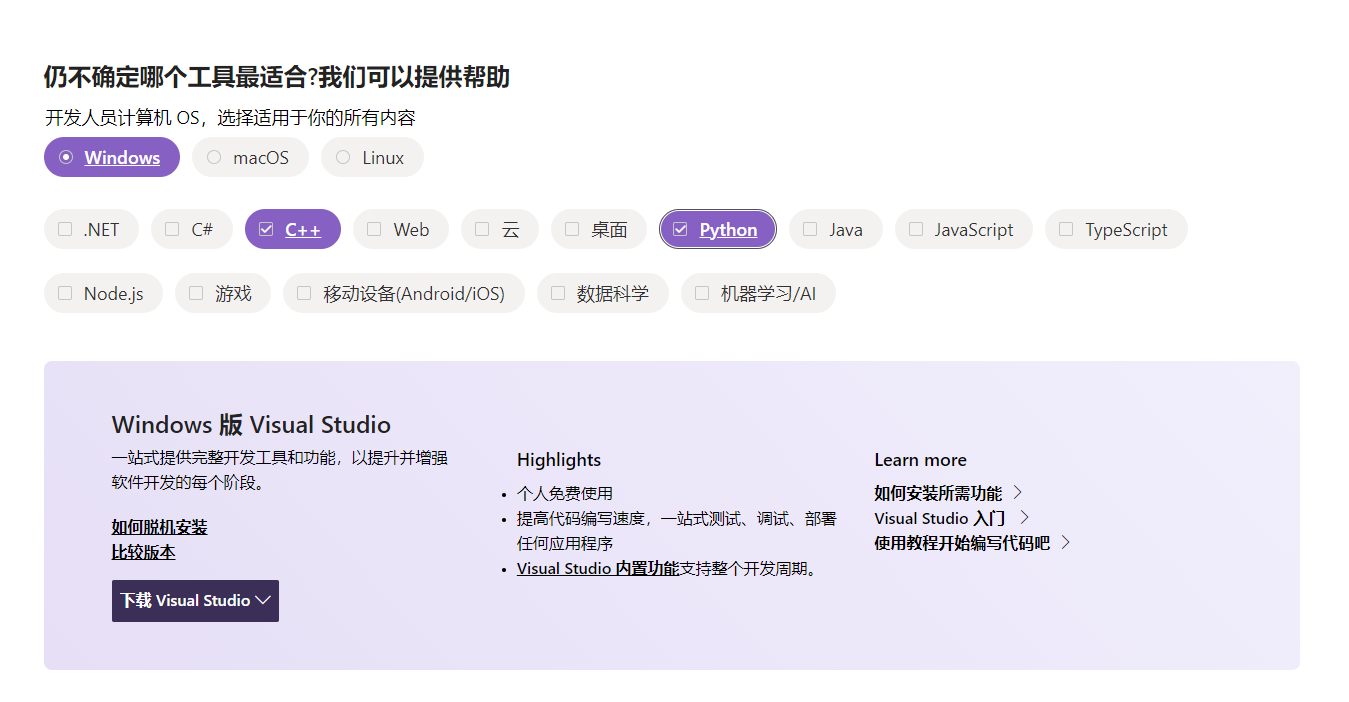 仍不确定哪个工具最适合?我们可以提供帮助
开发人员计算机 OS，选择适用于你的所有内容
Windows macOS Linux
.NET C# C++ Web 云 桌面 Python Java JavaScript TypeScript
Node.js 游戏 移动设备(Android/iOS) 数据科学 机器学习/AI
Windows 版 Visual Studio
一站式提供完整开发工具和功能，以提升并增强
软件开发的每个阶段。
如何脱机安装
比较版本
下载 Visual Studio
Highlights
个人免费使用
提高代码编写速度，一站式测试、调试、部署
任何应用程序
Visual Studio 内置功能支持整个开发周期。
Learn more
如何安装所需功能
Visual Studio 入门
使用教程开始编写代码吧